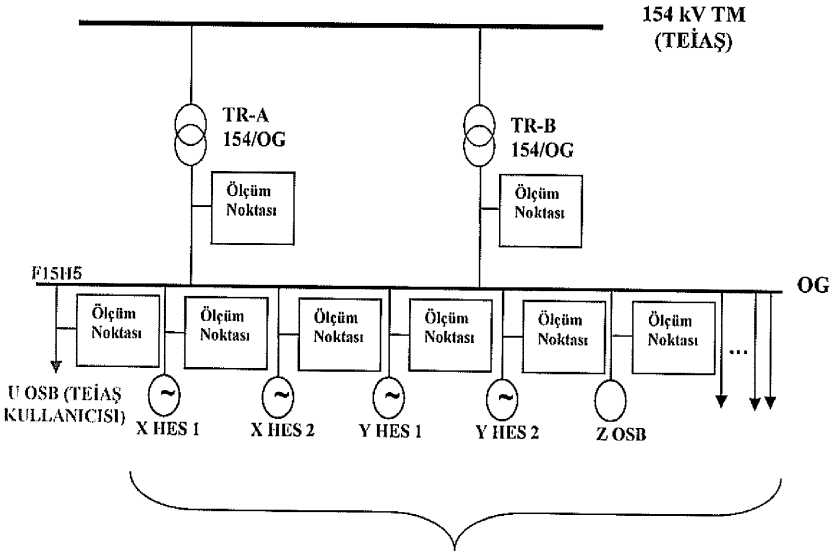 154 kV TM
(TEİAŞ)
TR-A
154/OG
TR-B
154/OG
Ölçüm
Noktası
Ölçüm
Noktası
F15H5
OG
Ölçüm
Noktası
Ölçüm
Noktası
Ölçüm
Noktası
Ölçüm
Noktası
Ölçüm
Noktası
Ölçüm
Noktası
...
U OSB (TEİAŞ
KULLANICISI)
X HES 1
X HES 2
Y HES 1
Y HES 2
Z OSB